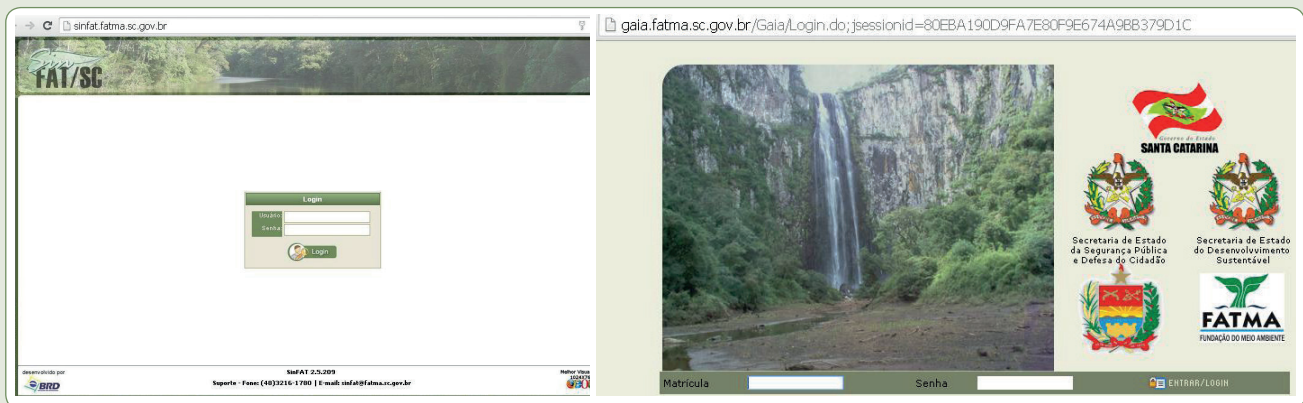 sinfat.fatma.sc.gov.br
Sin
FAT/SC
Login
Usuário
Senha
Login
desenvolvido por
BRD
SinFAT 2.5.209
Suporte - Fone: (48)3216-1780 | E-mail: sinfat@fatma.sc.gov.br
Melhor Visua
1024X76
gaia.fatma.sc.gov.br/Gaia/Login.do;jsessionid=80EBA190D9FA7E80F9E674A9BB379D1C
Governo do Estado
SANTA CATARINA
Secretaria de Estado
da Segurança Pública
e Defesa do Cidadão
Secretaria de Estado
do Desenvolvvimento
Sustentável
FATMA
FUNDAÇÃO DO MEIO AMBIENTE
Matrícula
Senha
ENTRAR/LOGIN